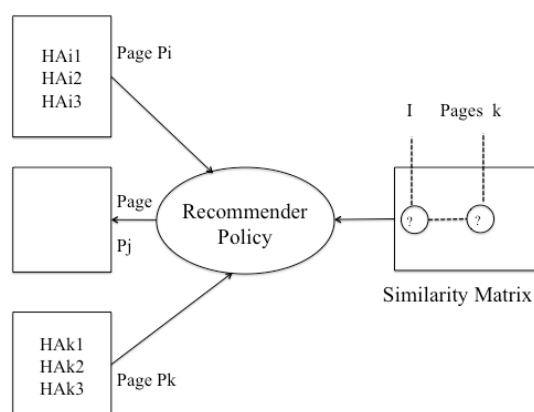 HAi1
HAi2
HAi3
Page Pi
I Pages k
Page
Pj
Recommender
Policy
? ?
Similarity Matrix
HAk1
HAk2
HAk3
Page Pk